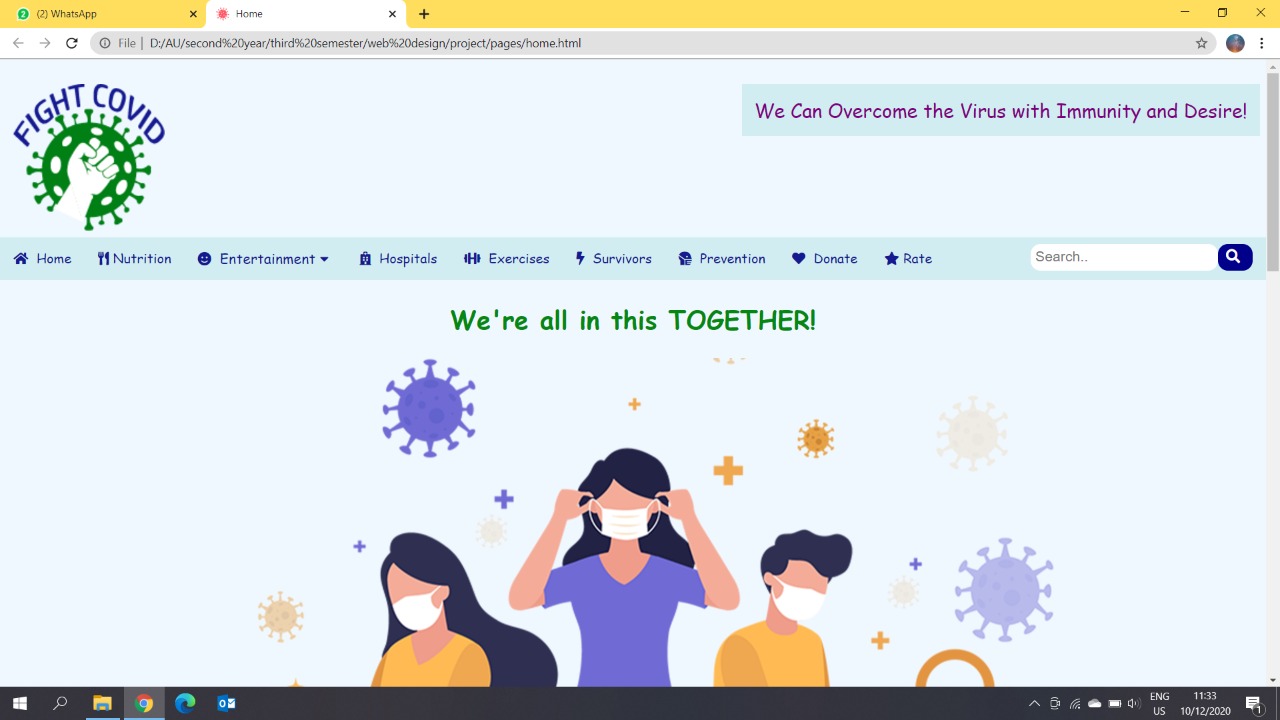 (2) WhatsApp
Home
File | D:/AU/second%20year/third%20semester/web%20design/project/pages/home.html
FIGHT COVID
We Can Overcome the Virus with Immunity and Desire!
Home Nutrition Entertainment Hospitals Exercises Survivors Prevention Donate Rate Search..
We're all in this TOGETHER!
ENG 11:33
US 10/12/2020